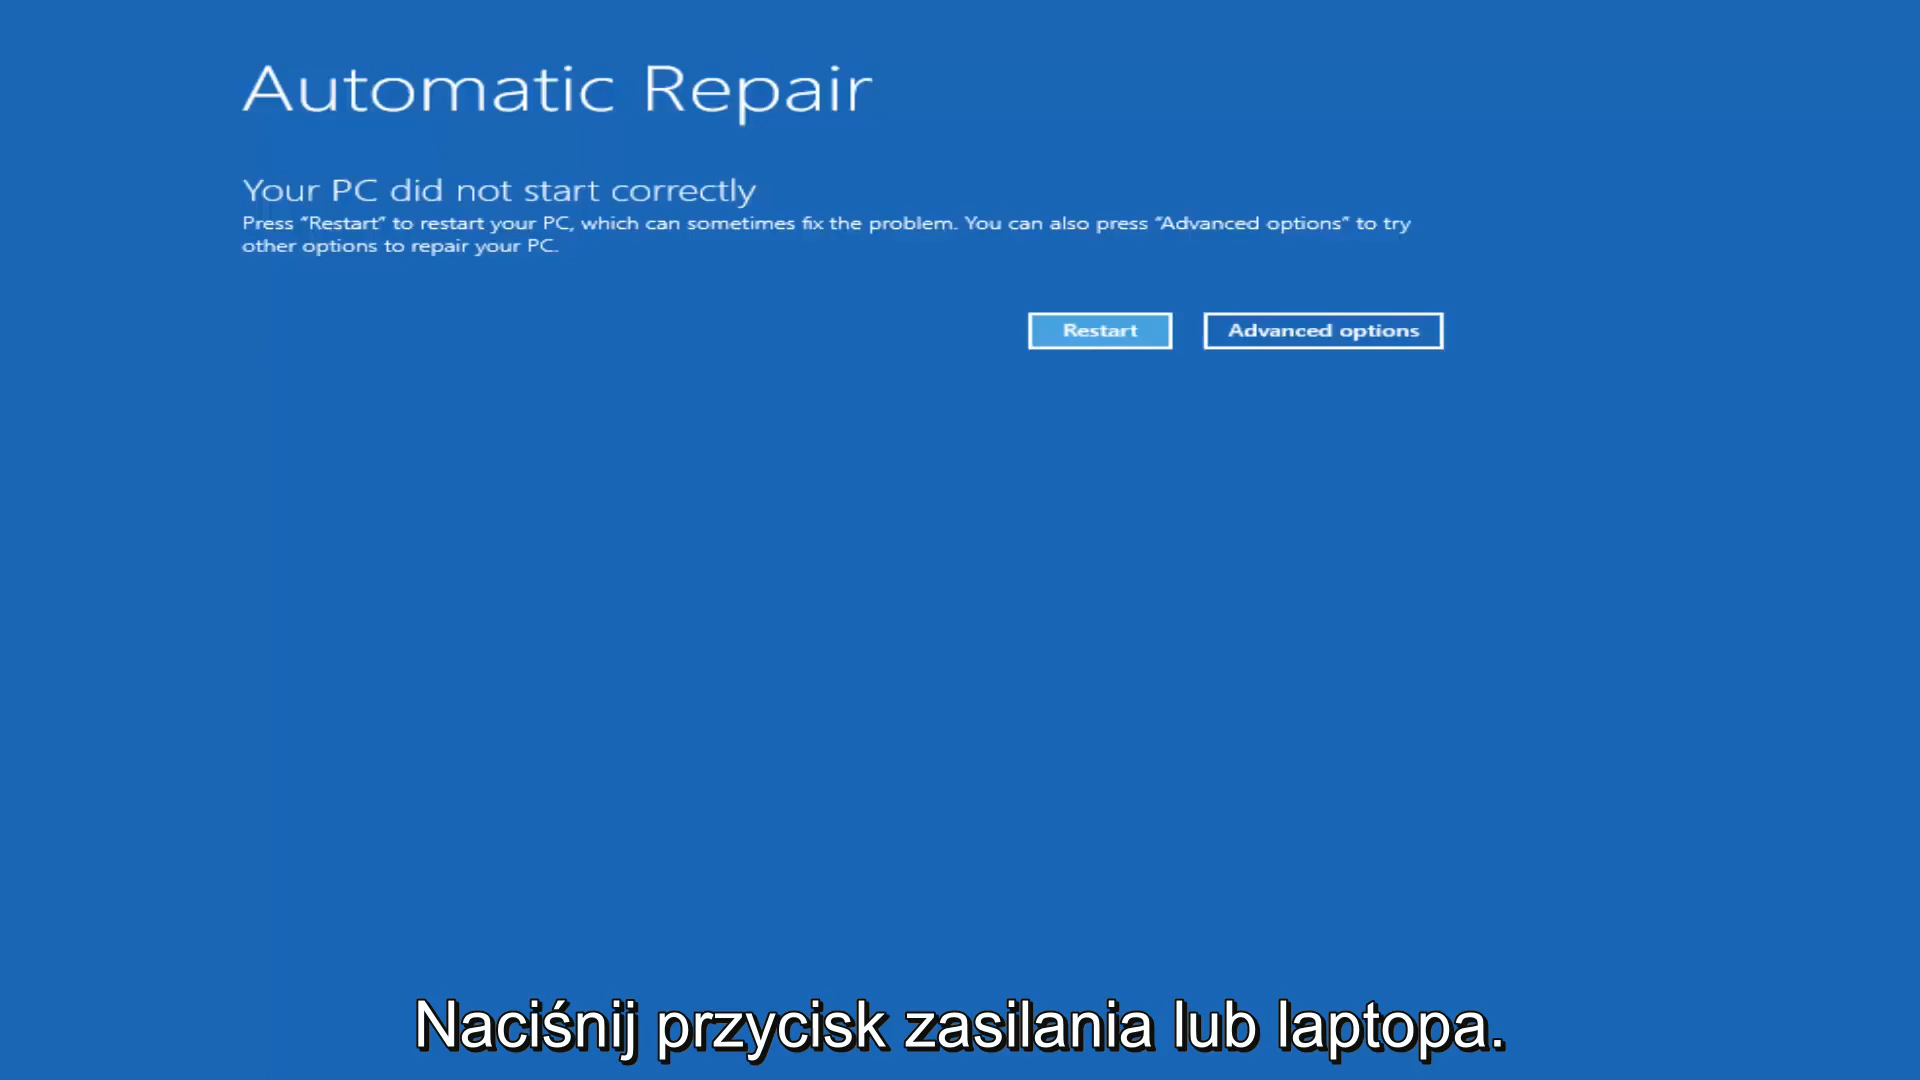 Automatic Repair
Your PC did not start correctly
Press “Restart” to restart your PC, which can sometimes fix the problem. You can also press “Advanced options” to try
other options to repair your PC.
Restart
Advanced options
Naciśnij przycisk zasilania lub laptopa.